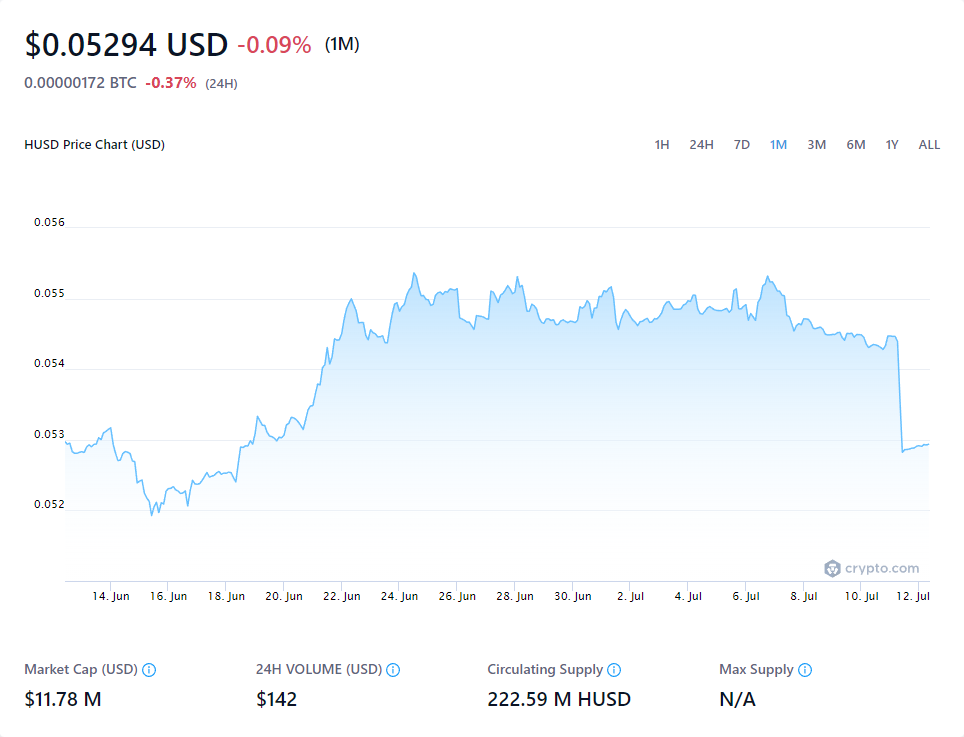 $0.05294 USD -0.09% (1M)
0.00000172 BTC -0.37% (24H)
HUSD Price Chart (USD) 1H 24H 7D 1M 3M 6M 1Y ALL
0.056
0.055
0.054
0.053
0.052
crypto.com
14. Jun 16. Jun 18. Jun 20. Jun 22. Jun 24. Jun 26. Jun 28. Jun 30. Jun 2. Jul 4. Jul 6. Jul 8. Jul 10. Jul 12. Jul
Market Cap (USD) 24H VOLUME (USD) Circulating Supply Max Supply
$11.78 M $142 222.59 M HUSD N/A